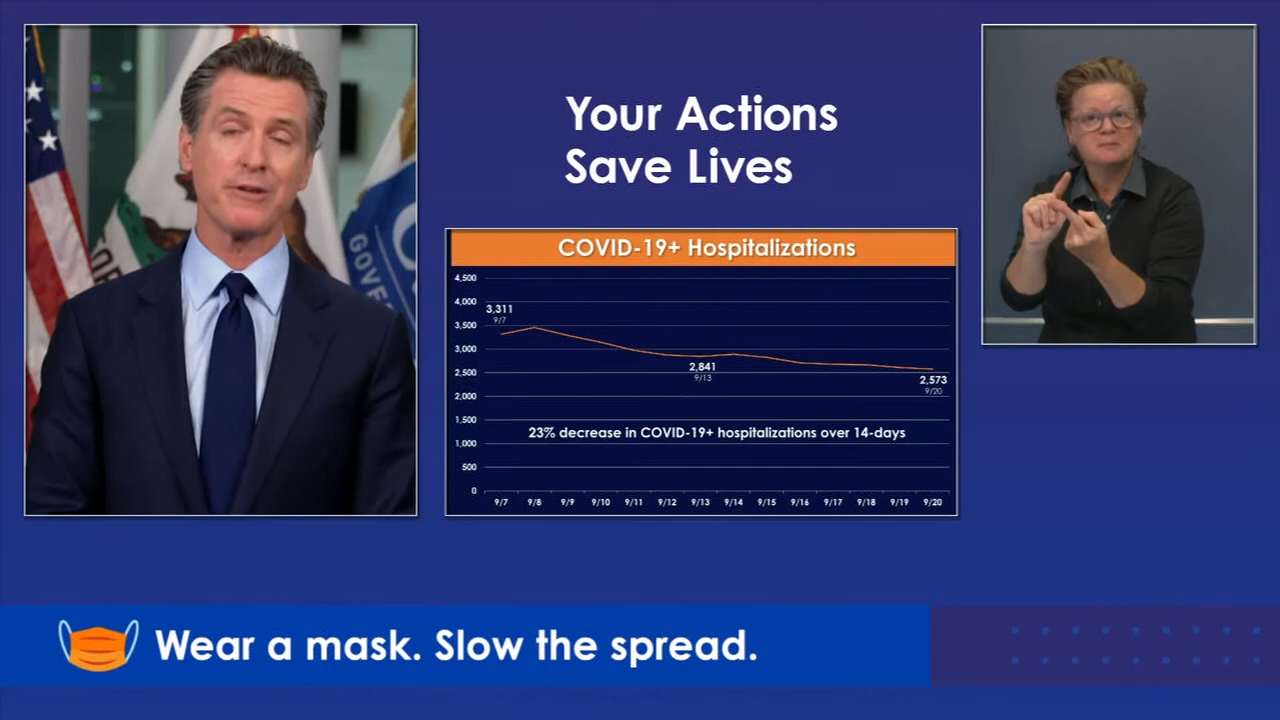 Your Actions
Save Lives
COVID-19+ Hospitalizations
4,500
4,000
3,500
3,000
2,500
2,000
1,500
1,000
500
0
3,311
9/7
2,841
9/13
2,573
9/20
23% decrease in COVID-19+ hospitalizations over 14-days
9/7 9/8 9/9 9/10 9/11 9/12 9/13 9/14 9/15 9/16 9/17 9/18 9/19 9/20
Wear a mask. Slow the spread.